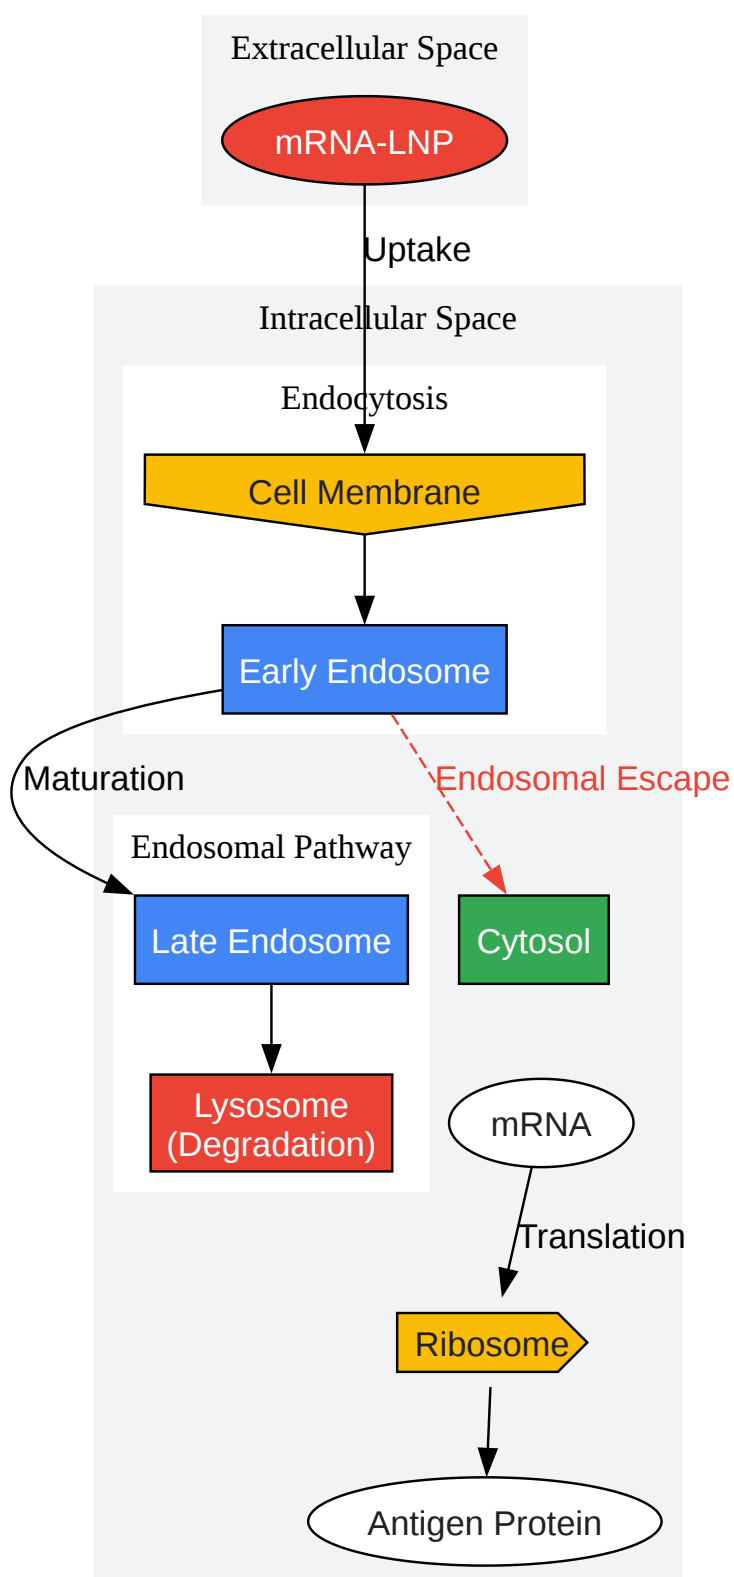 Extracellular Space
mRNA-LNP
Uptake
Intracellular Space
Endocytosis
Cell Membrane
Early Endosome
Maturation
Endosomal Escape
Endosomal Pathway
Late Endosome
Cytosol
Lysosome
(Degradation)
mRNA
Translation
Ribosome
Antigen Protein